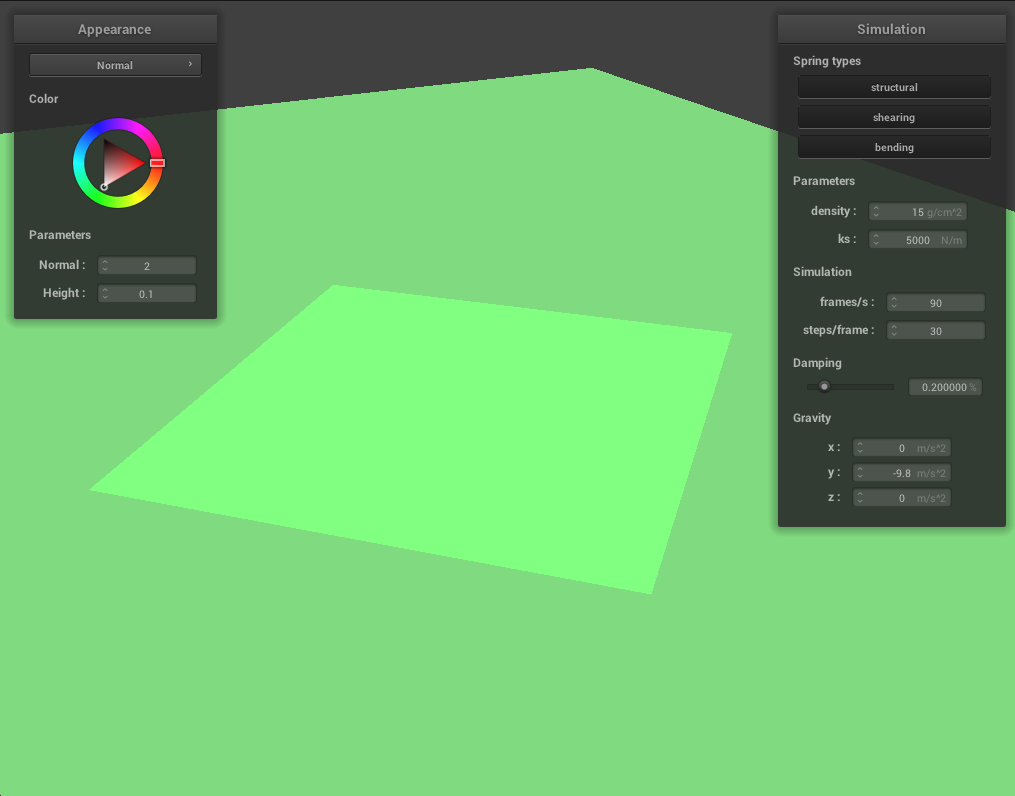 Appearance
Normal
Color
Parameters
Normal : 2
Height : 0.1
Simulation
Spring types
structural
shearing
bending
Parameters
density : 15 g/cm^2
ks : 5000 N/m
Simulation
frames/s : 90
steps/frame : 30
Damping
0.200000 %
Gravity
x : 0 m/s^2
y : -9.8 m/s^2
z : 0 m/s^2